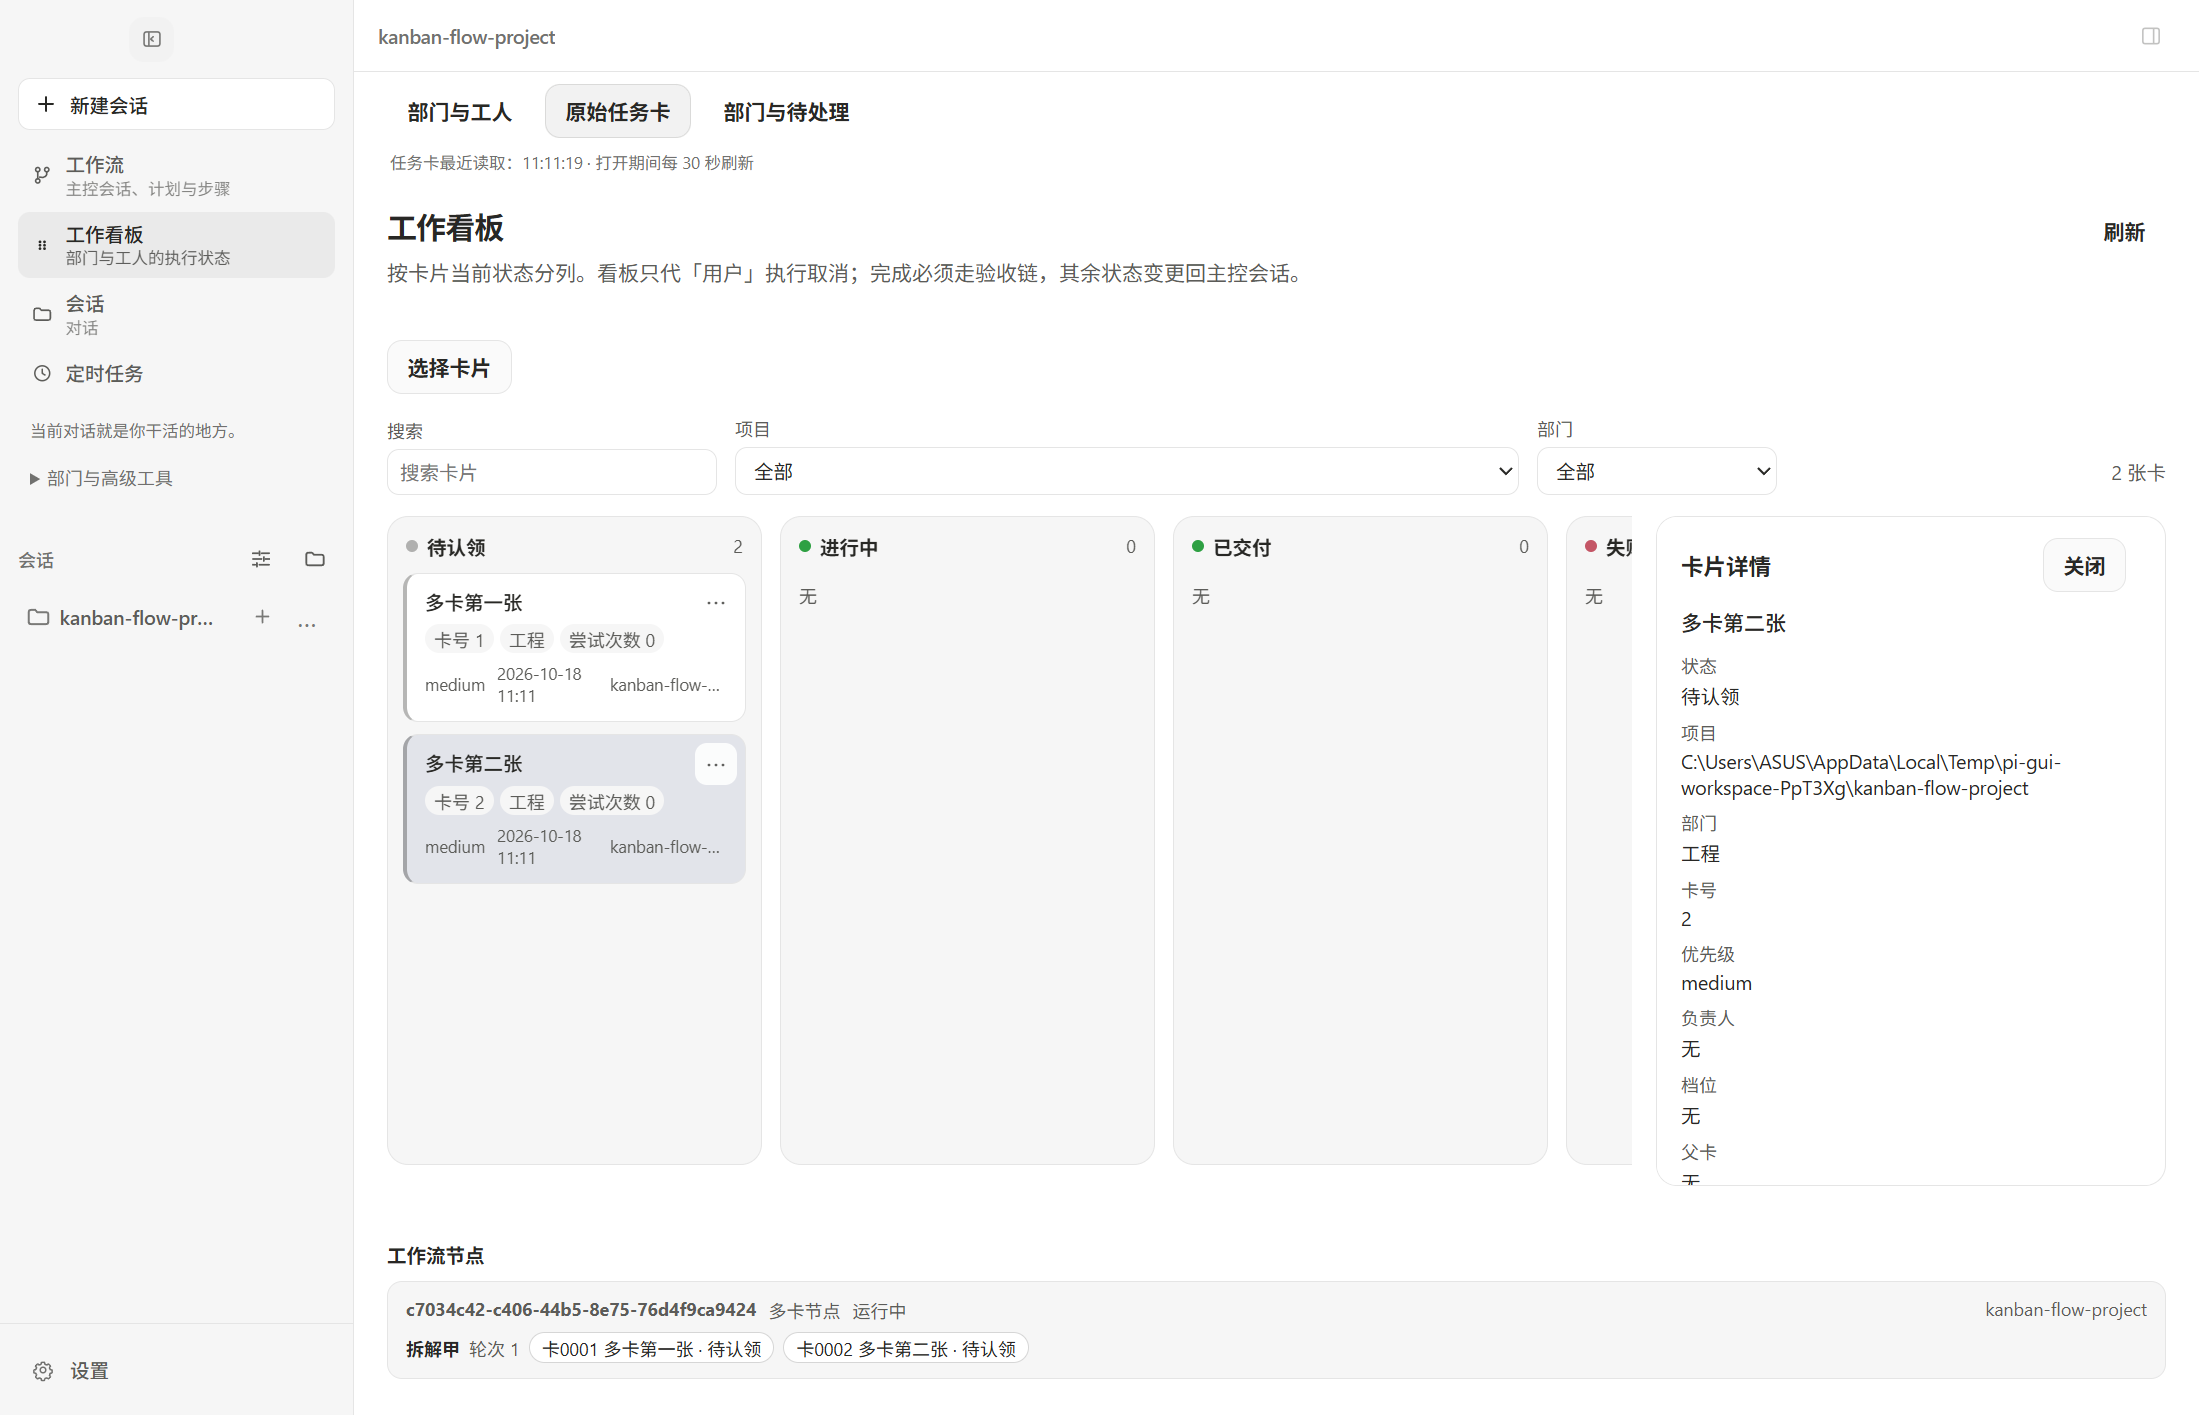 新建会话
工作流
主控会话、计划与步骤
工作看板
部门与工人的执行状态
会话
对话
定时任务
当前对话就是你干活的地方。
部门与高级工具
会话
kanban-flow-pr...
设置
kanban-flow-project
部门与工人
原始任务卡
部门与待处理
任务卡最近读取：11:11:19 · 打开期间每 30 秒刷新
工作看板
刷新
按卡片当前状态分列。看板只代「用户」执行取消；完成必须走验收链，其余状态变更回主控会话。
选择卡片
搜索
搜索卡片
项目
全部
部门
全部
2 张卡
待认领 2
多卡第一张
卡号 1 工程 尝试次数 0
medium 2026-10-18 11:11 kanban-flow-...
多卡第二张
卡号 2 工程 尝试次数 0
medium 2026-10-18 11:11 kanban-flow-...
进行中 0
无
已交付 0
无
失
无
卡片详情
关闭
多卡第二张
状态
待认领
项目
C:\Users\ASUS\AppData\Local\Temp\pi-gui-
workspace-PpT3Xg\kanban-flow-project
部门
工程
卡号
2
优先级
medium
负责人
无
档位
无
父卡
无
工作流节点
c7034c42-c406-44b5-8e75-76d4f9ca9424 多卡节点 运行中
kanban-flow-project
拆解甲 轮次 1 卡0001 多卡第一张 · 待认领 卡0002 多卡第二张 · 待认领